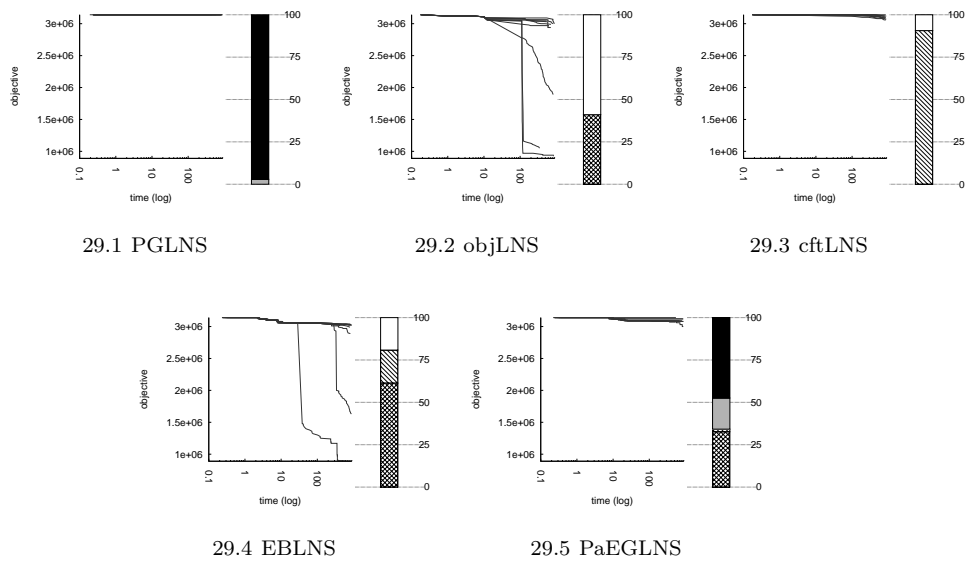 3e+06
2.5e+06
2e+06
1.5e+06
1e+06
objective
0.1
1
10
100
time (log)
100
75
50
25
0
29.1 PGLNS
3e+06
2.5e+06
2e+06
1.5e+06
1e+06
objective
0.1
1
10
100
time (log)
100
75
50
25
0
29.2 objLNS
3e+06
2.5e+06
2e+06
1.5e+06
1e+06
objective
0.1
1
10
100
time (log)
100
75
50
25
0
29.3 cftLNS
3e+06
2.5e+06
2e+06
1.5e+06
1e+06
objective
0.1
1
10
100
time (log)
100
75
50
25
0
29.4 EBLNS
3e+06
2.5e+06
2e+06
1.5e+06
1e+06
objective
0.1
1
10
100
time (log)
100
75
50
25
0
29.5 PaEGLNS